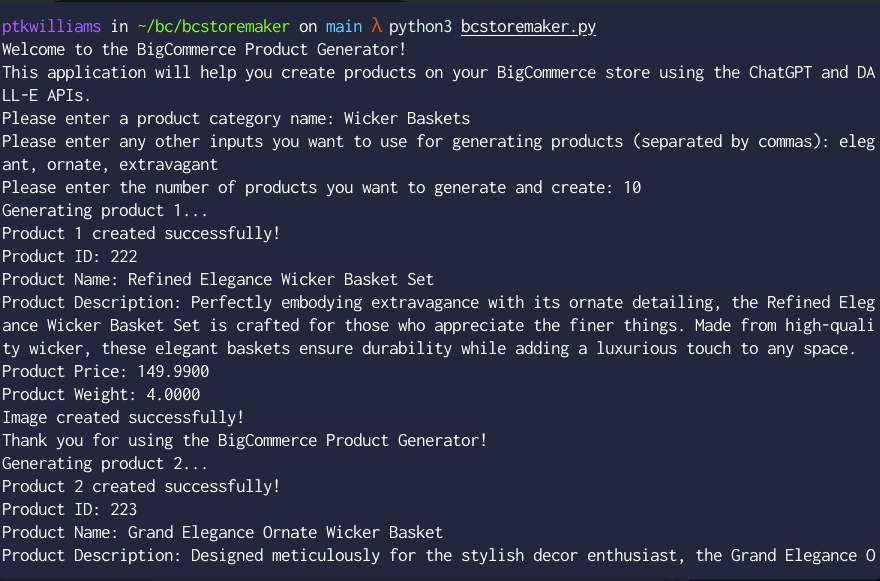 ptkwilliams in ~/bc/bcstoremaker on main λ python3 bcstoremaker.py
Welcome to the BigCommerce Product Generator!
This application will help you create products on your BigCommerce store using the ChatGPT and DA
LL-E APIs.
Please enter a product category name: Wicker Baskets
Please enter any other inputs you want to use for generating products (separated by commas): eleg
ant, ornate, extravagant
Please enter the number of products you want to generate and create: 10
Generating product 1...
Product 1 created successfully!
Product ID: 222
Product Name: Refined Elegance Wicker Basket Set
Product Description: Perfectly embodying extravagance with its ornate detailing, the Refined Eleg
ance Wicker Basket Set is crafted for those who appreciate the finer things. Made from high-quali
ty wicker, these elegant baskets ensure durability while adding a luxurious touch to any space.
Product Price: 149.9900
Product Weight: 4.0000
Image created successfully!
Thank you for using the BigCommerce Product Generator!
Generating product 2...
Product 2 created successfully!
Product ID: 223
Product Name: Grand Elegance Ornate Wicker Basket
Product Description: Designed meticulously for the stylish decor enthusiast, the Grand Elegance O